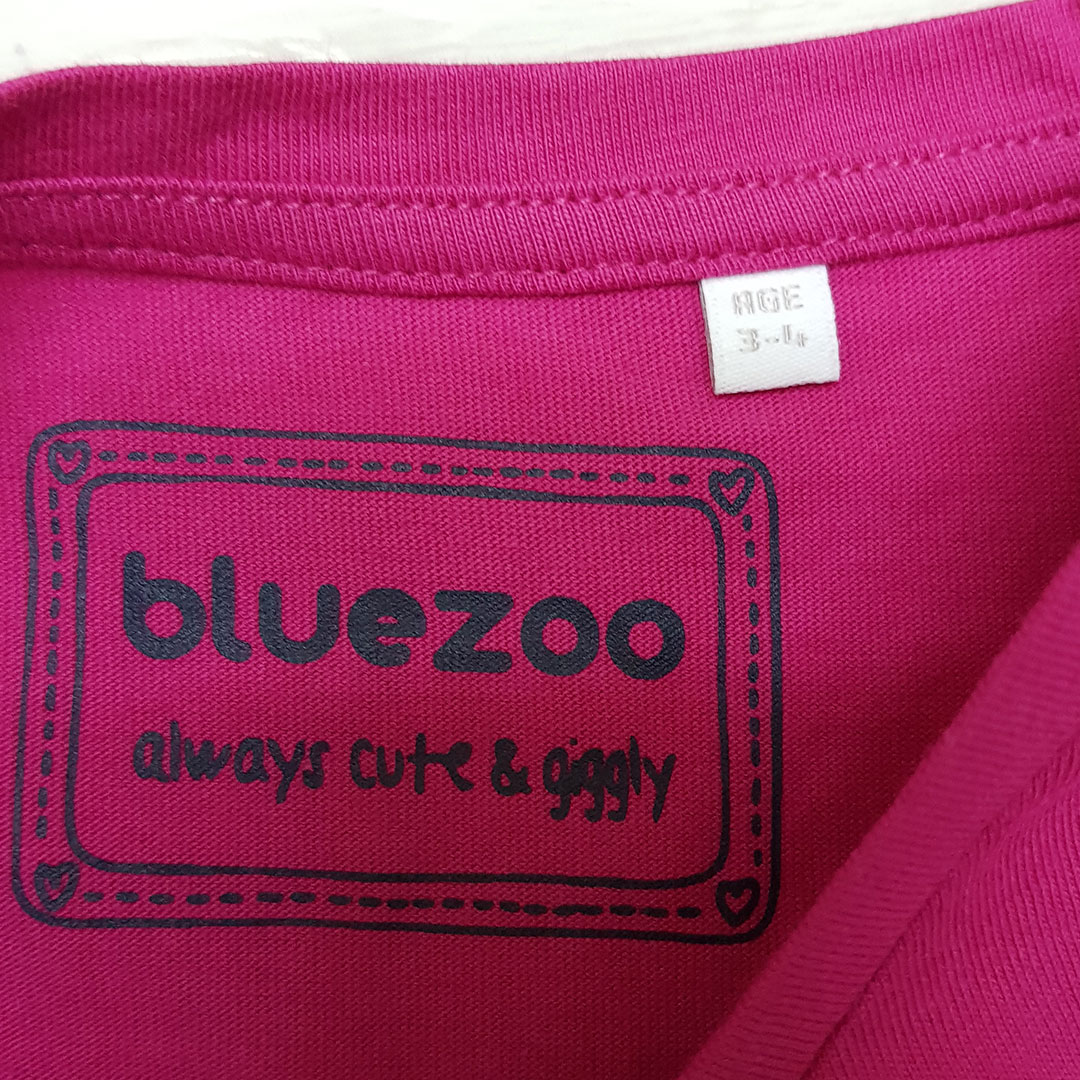 AGE
3-4
bluezoo
always cute & giggly